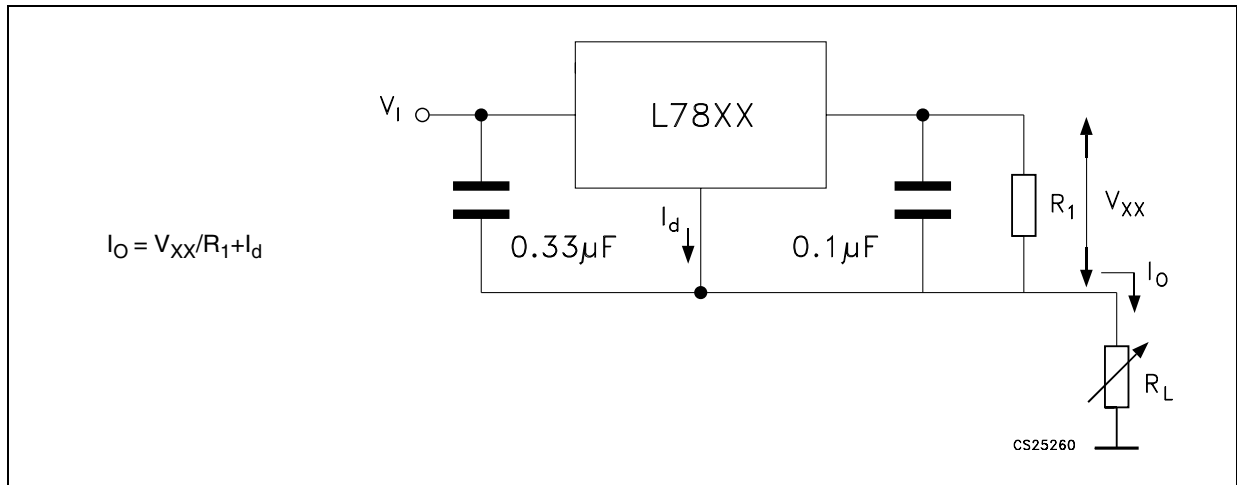 L78XX
V_I
R_1
V_XX
I_d
0.33µF
0.1µF
I_O = V_XX/R_1+I_d
I_O
R_L
CS25260